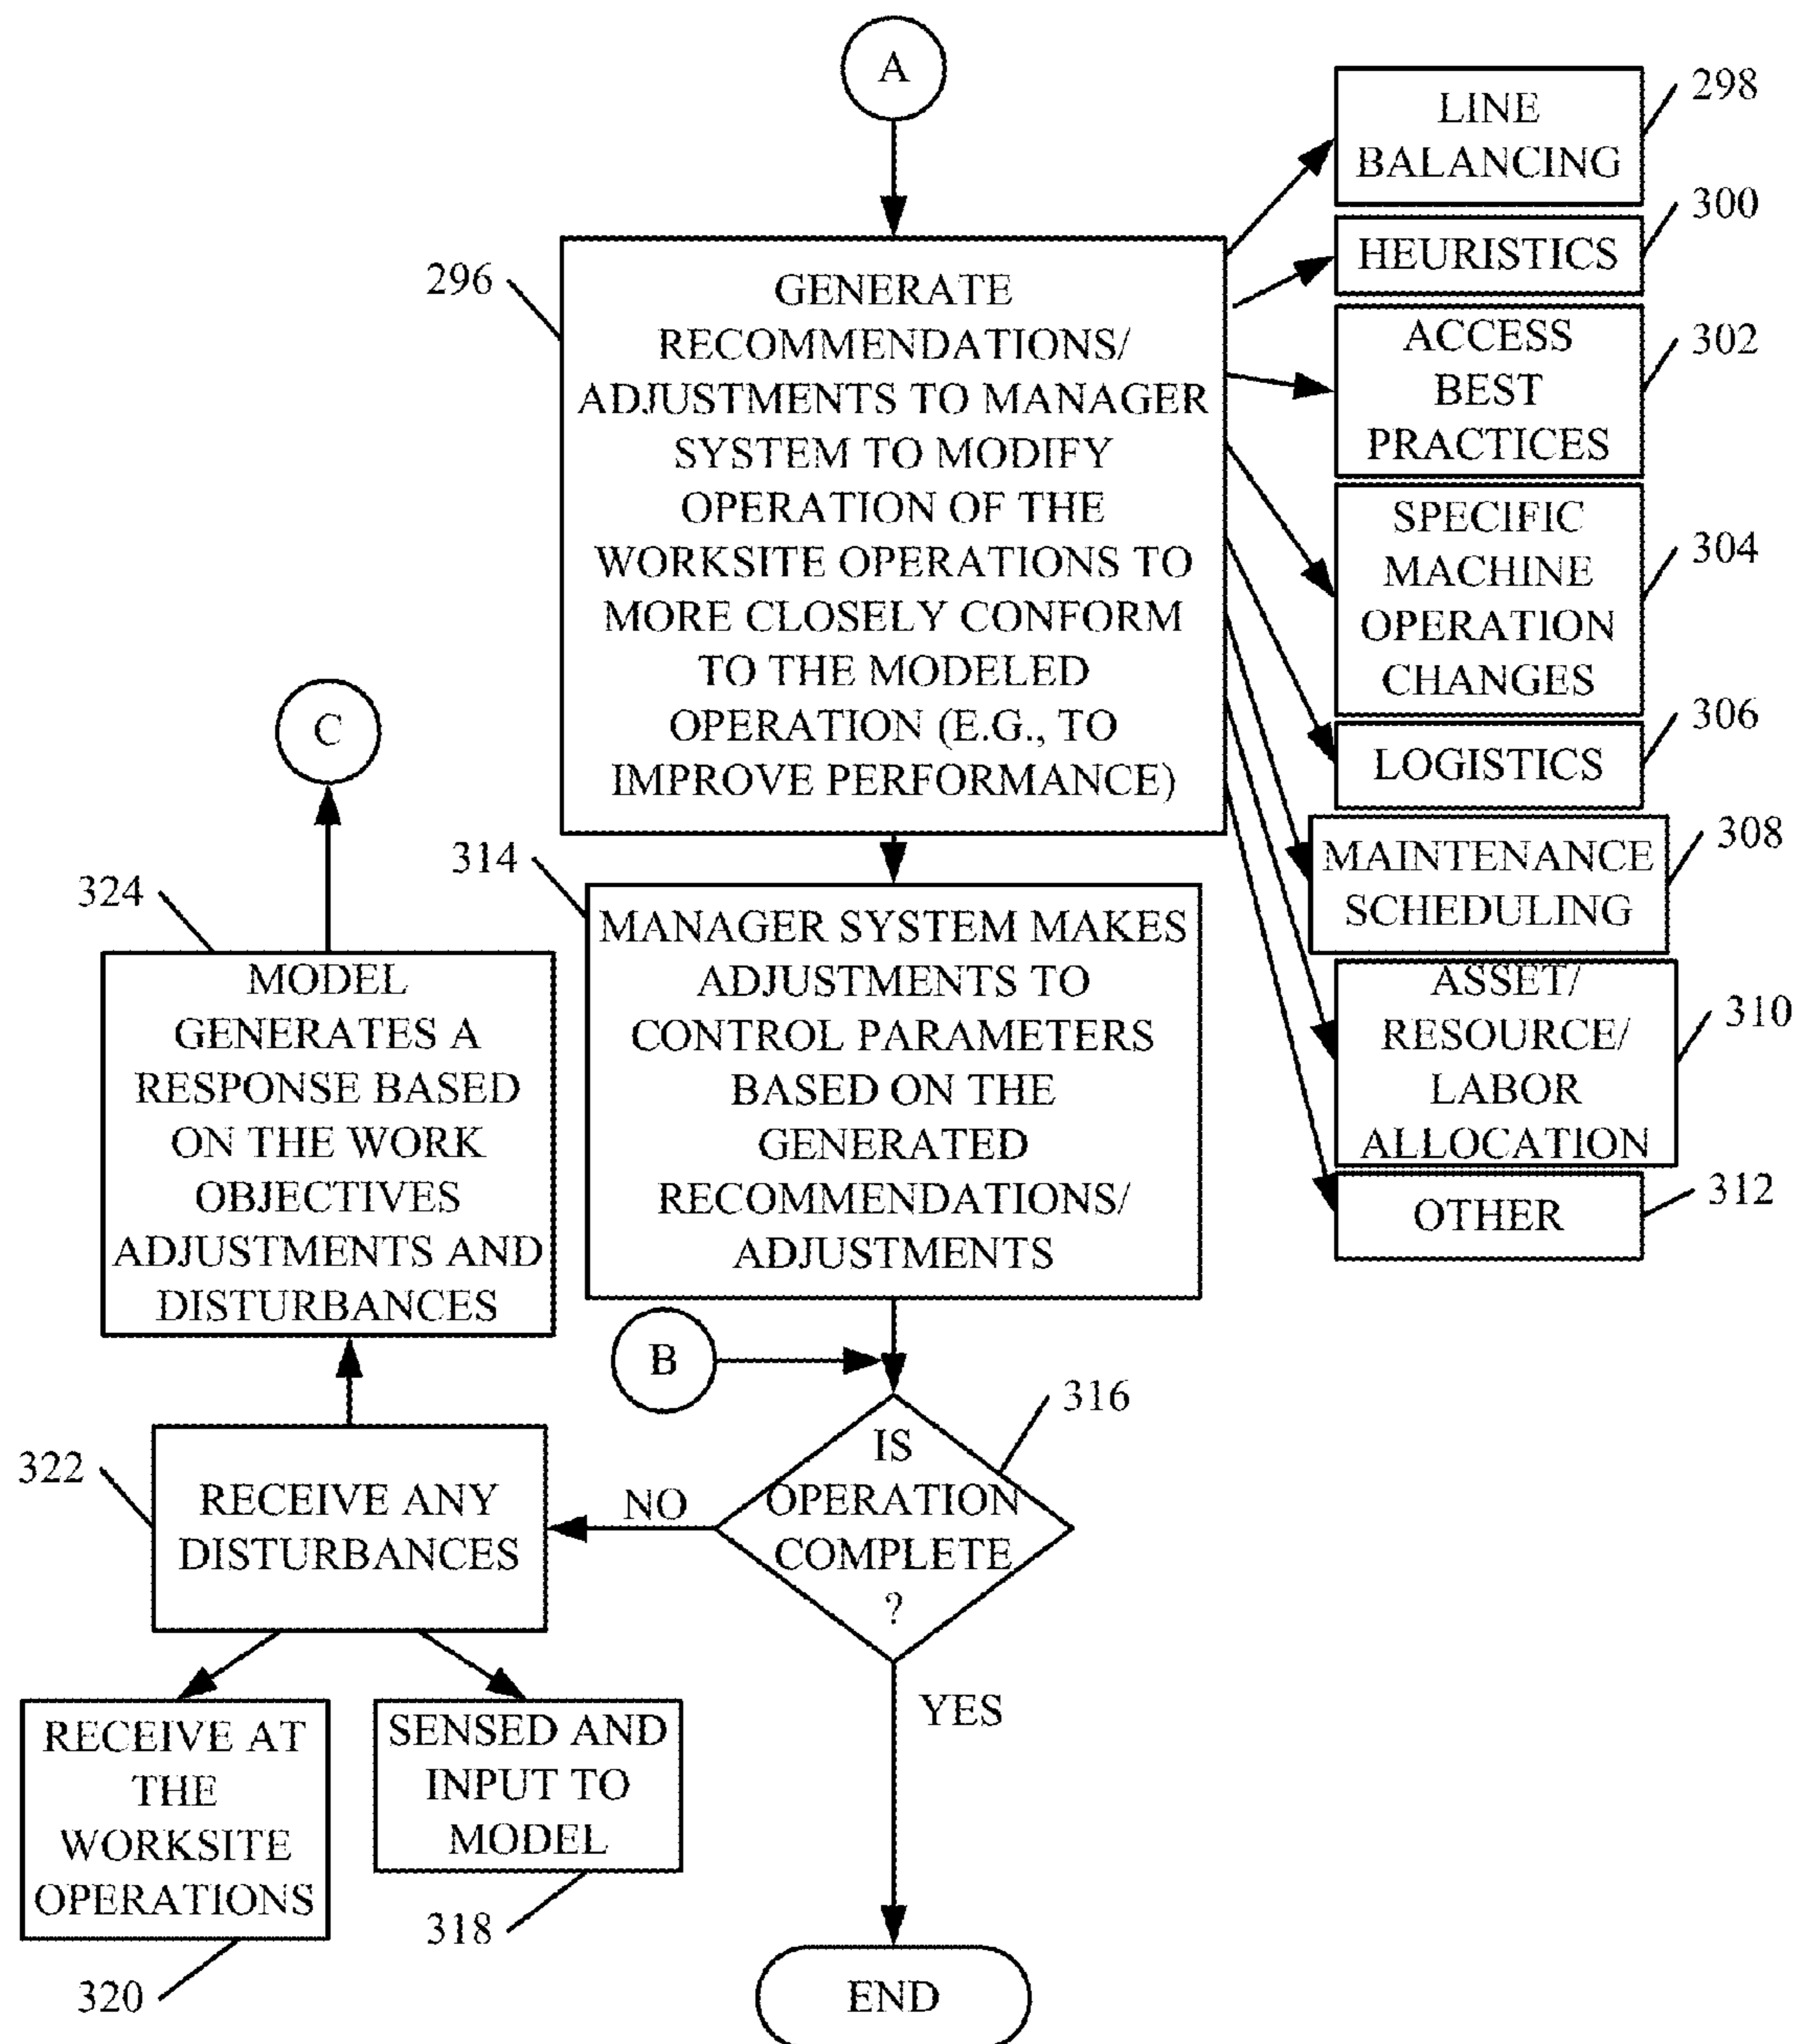 A
LINE
BALANCING
298
300
HEURISTICS
296
GENERATE
RECOMMENDATIONS/
ADJUSTMENTS TO MANAGER
SYSTEM TO MODIFY
OPERATION OF THE
WORKSITE OPERATIONS TO
MORE CLOSELY CONFORM
TO THE MODELED
OPERATION (E.G., TO
IMPROVE PERFORMANCE)
ACCESS
BEST
PRACTICES
302
SPECIFIC
MACHINE
OPERATION
CHANGES
304
306
LOGISTICS
308
MAINTENANCE
SCHEDULING
ASSET/
RESOURCE/
LABOR
ALLOCATION
310
OTHER
312
C
314
MANAGER SYSTEM MAKES
ADJUSTMENTS TO
CONTROL PARAMETERS
BASED ON THE
GENERATED
RECOMMENDATIONS/
ADJUSTMENTS
324
MODEL
GENERATES A
RESPONSE BASED
ON THE WORK
OBJECTIVES
ADJUSTMENTS AND
DISTURBANCES
B
316
IS
OPERATION
COMPLETE
?
NO
322
RECEIVE ANY
DISTURBANCES
YES
RECEIVE AT
THE
WORKSITE
OPERATIONS
320
SENSED AND
INPUT TO
MODEL
318
END